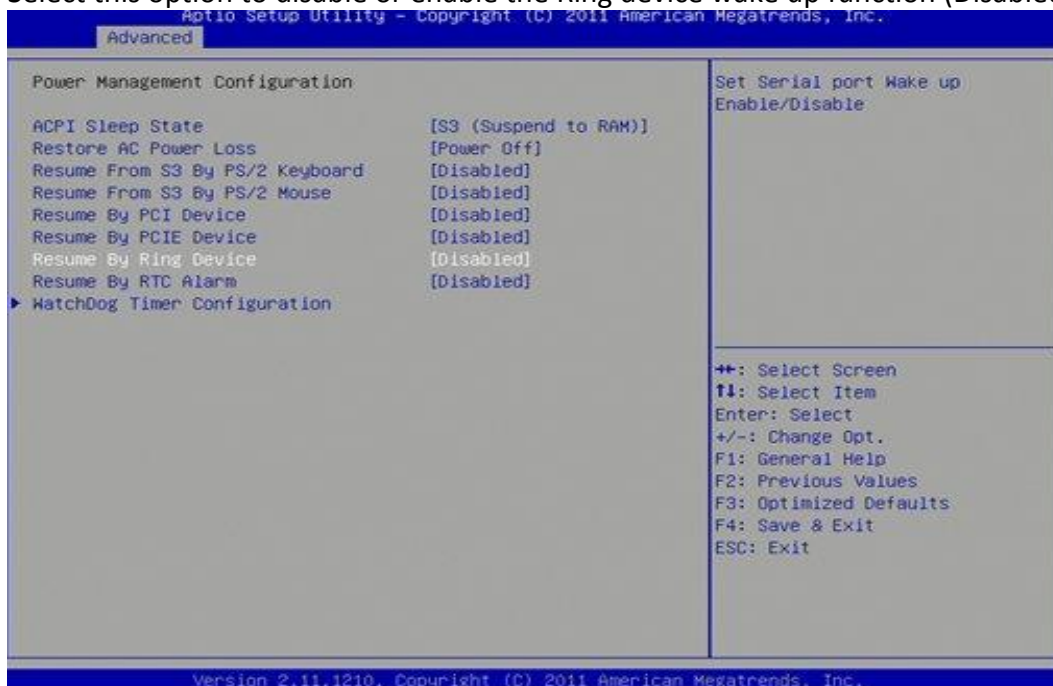 Select this option to disable or enable the Ring device wake up function (Disabled
Aptio Setup Utility - Copyright (C) 2011 American Megatrends, Inc.
Advanced
Power Management Configuration
ACPI Sleep State [S3 (Suspend to RAM)]
Restore AC Power Loss [Power Off]
Resume From S3 By PS/2 Keyboard [Disabled]
Resume From S3 By PS/2 Mouse [Disabled]
Resume By PCI Device [Disabled]
Resume By PCIE Device [Disabled]
Resume By Ring Device [Disabled]
Resume By RTC Alarm [Disabled]
WatchDog Timer Configuration
Set Serial port Wake up
Enable/Disable
→←: Select Screen
↑↓: Select Item
Enter: Select
+/-: Change Opt.
F1: General Help
F2: Previous Values
F3: Optimized Defaults
F4: Save & Exit
ESC: Exit
Version 2.11.1210. Copyright (C) 2011 American Megatrends, Inc.